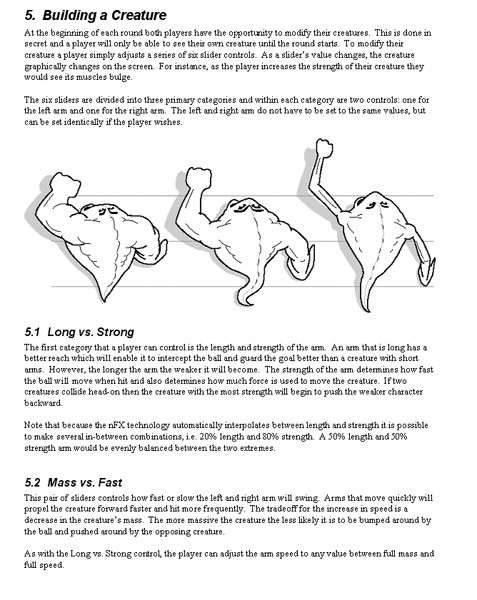 5. Building a Creature
At the beginning of each round both players have the opportunity to modify their creatures. This is done in
secret and a player will only be able to see their own creature until the round starts. To modify their
creature a player simply adjusts a series of six slider controls. As a slider's value changes, the creature
graphically changes on the screen. For instance, as the player increases the strength of their creature they
would see its muscles bulge.
The six sliders are divided into three primary categories and within each category are two controls: one for
the left arm and one for the right arm. The left and right arm do not have to be set to the same values, but
can be set identically if the player wishes.
5.1 Long vs. Strong
The first category that a player can control is the length and strength of the arm. An arm that is long has a
better reach which will enable it to intercept the ball and guard the goal better than a creature with short
arms. However, the longer the arm the weaker it will become. The strength of the arm determines how fast
the ball will move when hit and also determines how much force is used to move the creature. If two
creatures collide head-on then the creature with the most strength will begin to push the weaker character
backward.
Note that because the nFX technology automatically interpolates between length and strength it is possible
to make several in-between combinations, i.e. 20% length and 80% strength. A 50% length and 50%
strength arm would be evenly balanced between the two extremes.
5.2 Mass vs. Fast
This pair of sliders controls how fast or slow the left and right arm will swing. Arms that move quickly will
propel the creature forward faster and hit more frequently. The tradeoff for the increase in speed is a
decrease in the creature's mass. The more massive the creature the less likely it is to be bumped around by
the ball and pushed around by the opposing creature.
As with the Long vs. Strong control, the player can adjust the arm speed to any value between full mass and
full speed.